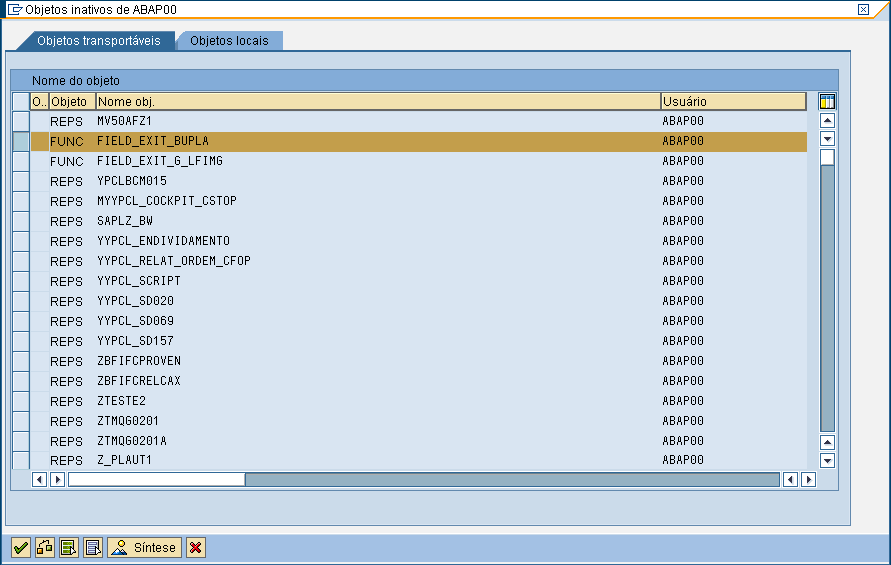 Objetos inativos de ABAP00
Objetos transportáveis Objetos locais
Nome do objeto
O.. Objeto Nome obj. Usuário
REPS MV50AFZ1 ABAP00
FUNC FIELD_EXIT_BUPLA ABAP00
FUNC FIELD_EXIT_G_LFIMG ABAP00
REPS YPCLBCM015 ABAP00
REPS MYYPCL_COCKPIT_CSTOP ABAP00
REPS SAPLZ_BW ABAP00
REPS YYPCL_ENDIVIDAMENTO ABAP00
REPS YYPCL_RELAT_ORDEM_CFOP ABAP00
REPS YYPCL_SCRIPT ABAP00
REPS YYPCL_SD020 ABAP00
REPS YYPCL_SD069 ABAP00
REPS YYPCL_SD157 ABAP00
REPS ZBFIFCPROVEN ABAP00
REPS ZBFIFCRELCAX ABAP00
REPS ZTESTE2 ABAP00
REPS ZTMQG0201 ABAP00
REPS ZTMQG0201A ABAP00
REPS Z_PLAUT1 ABAP00
Síntese